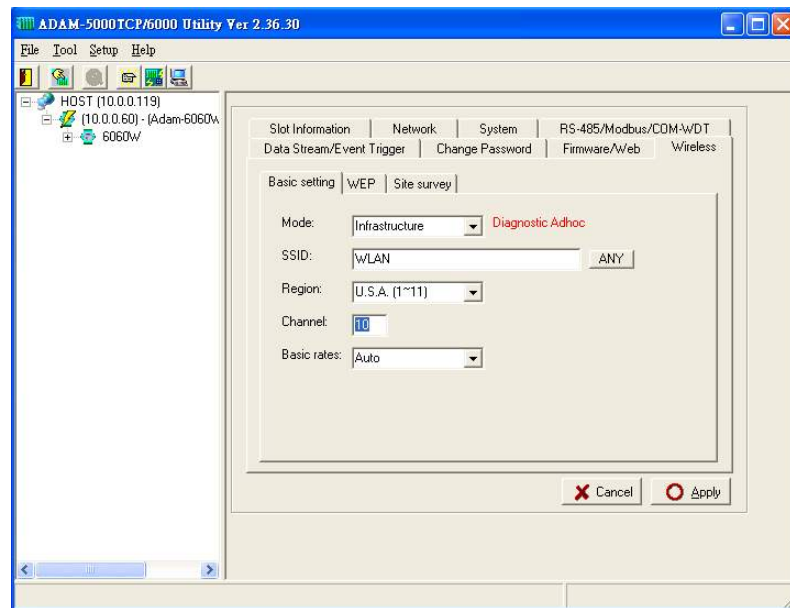 ADAM-5000TCP/6000 Utility Ver 2.36.30
File Tool Setup Help
HOST (10.0.0.119)
(10.0.0.60) - (Adam-6060W
6060W
Slot Information Network System RS-485/Modbus/COM-WDT
Data Stream/Event Trigger Change Password Firmware/Web Wireless
Basic setting WEP Site survey
Mode: Infrastructure Diagnostic Adhoc
SSID: WLAN ANY
Region: U.S.A. (1~11)
Channel: 10
Basic rates: Auto
Cancel Apply